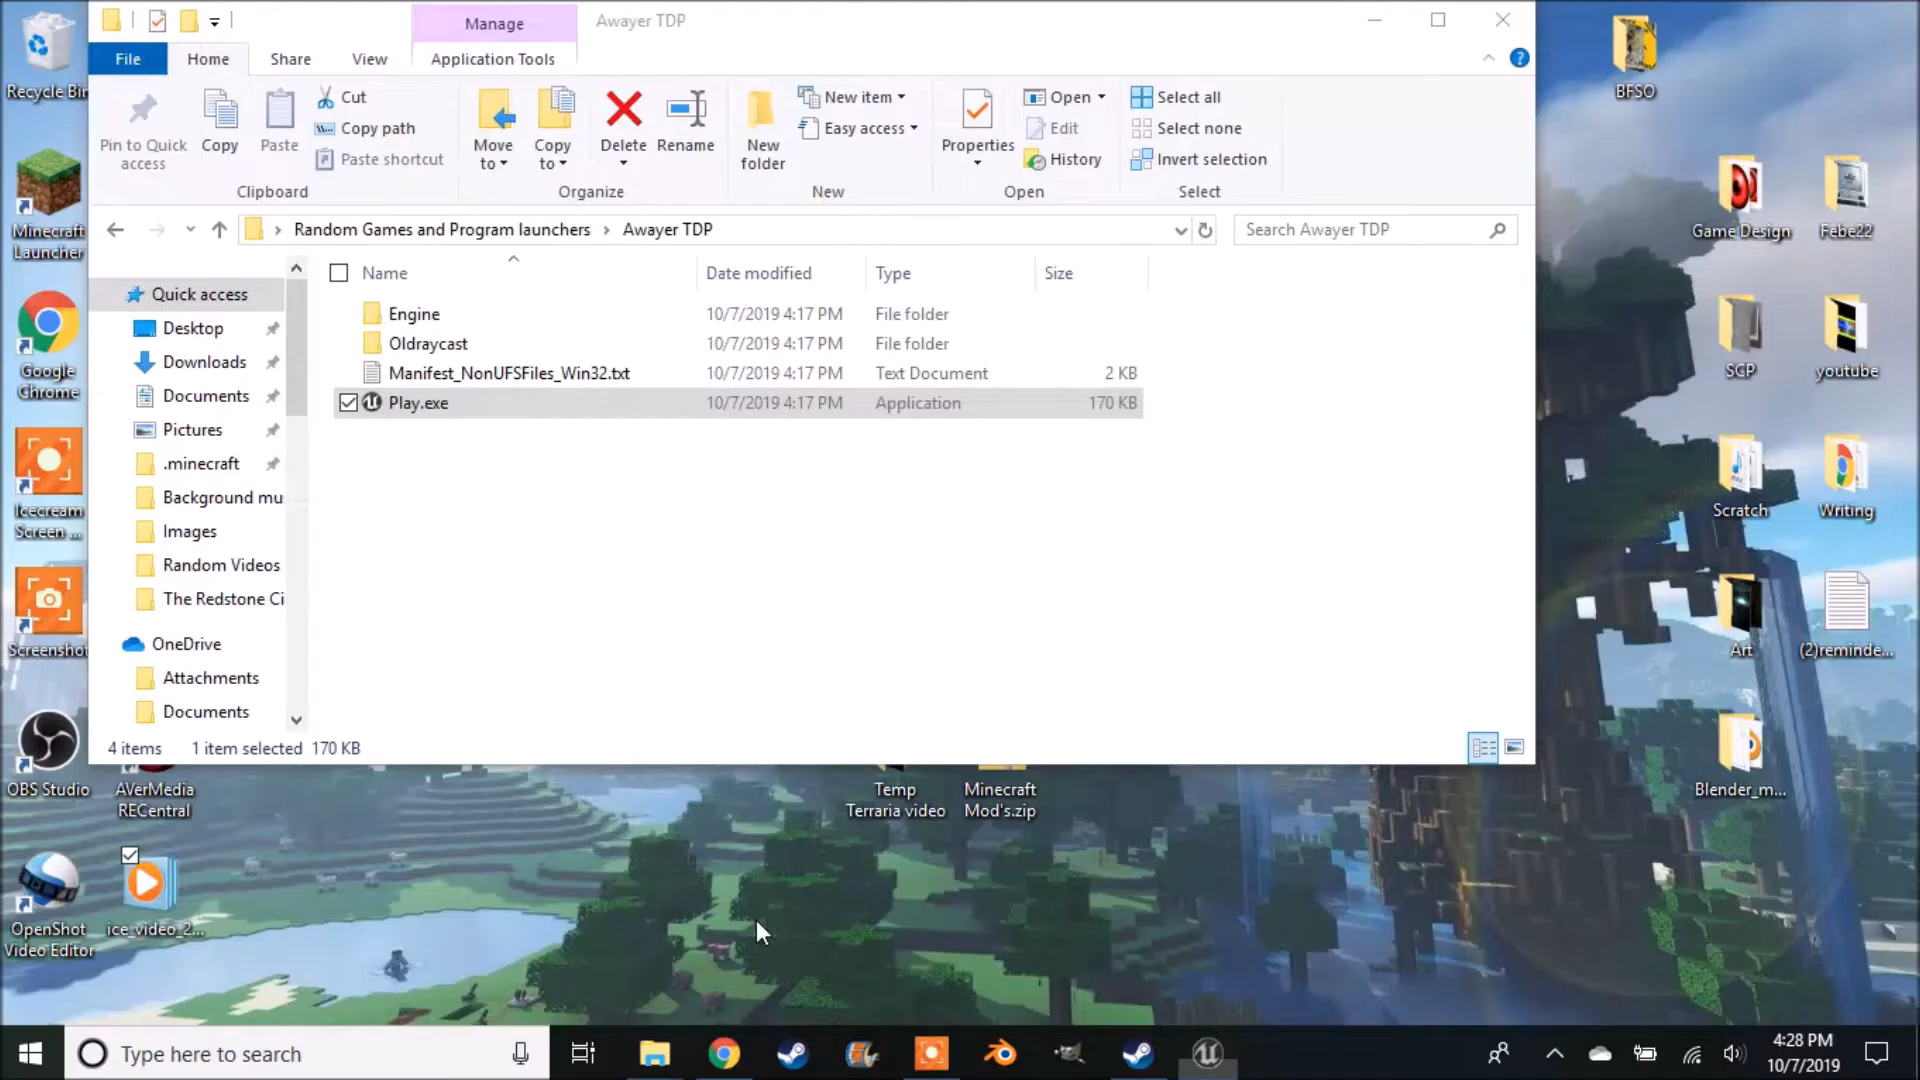 Manage
Awayer TDP
File
Home
Share
View
Application Tools
Pin to Quick access
Copy
Paste
Cut
Copy path
Paste shortcut
Clipboard
Move to
Copy to
Delete
Rename
Organize
New folder
New item
Easy access
New
Properties
Open
Edit
History
Open
Select all
Select none
Invert selection
Select
Random Games and Program launchers > Awayer TDP
Search Awayer TDP
Name
Date modified
Type
Size
Engine 10/7/2019 4:17 PM File folder
Oldraycast 10/7/2019 4:17 PM File folder
Manifest_NonUFSFiles_Win32.txt 10/7/2019 4:17 PM Text Document 2 KB
Play.exe 10/7/2019 4:17 PM Application 170 KB
Quick access
Desktop
Downloads
Documents
Pictures
.minecraft
Background mu
Images
Random Videos
The Redstone Ci
OneDrive
Attachments
Documents
4 items 1 item selected 170 KB
Recycle Bin
Minecraft
Launcher
Google
Chrome
Icecream
Screen ...
Screenshot
OBS Studio
AVerMedia
RECentral
OpenShot
Video Editor
ice_video_2...
Temp
Terraria video
Minecraft
Mod's.zip
BFSO
Game Design
Febe22
SCP
youtube
Scratch
Writing
Art
(2)reminde...
Blender_m...
Type here to search
4:28 PM
10/7/2019